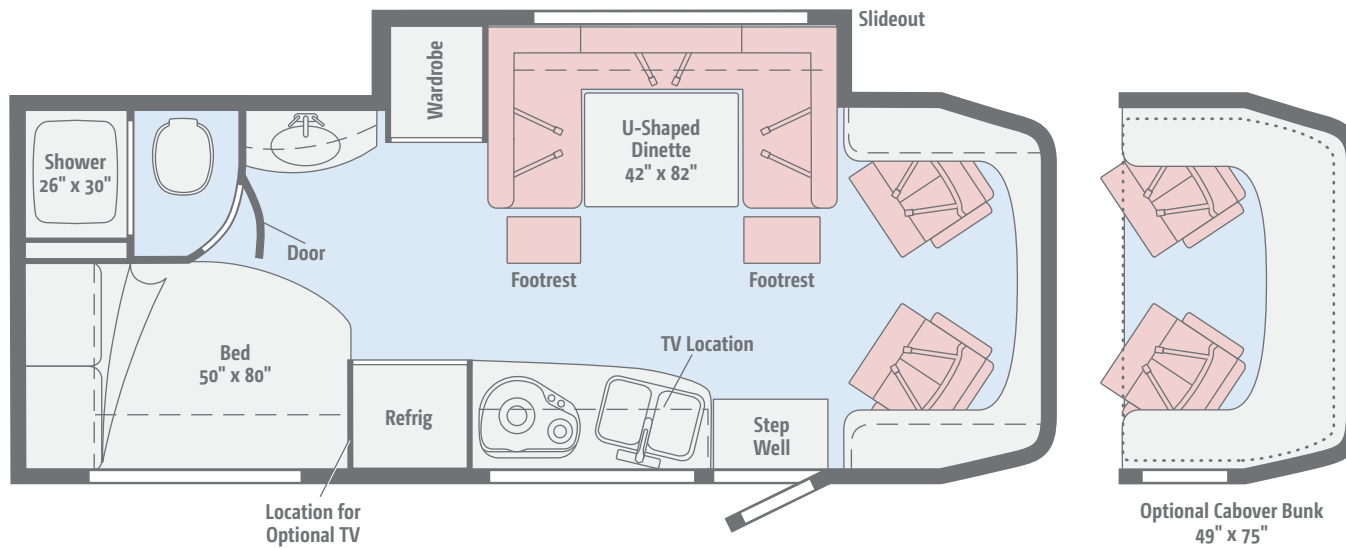 Slideout
Wardrobe
U-Shaped
Dinette
42" x 82"
Shower
26" x 30"
Door
Footrest
Footrest
TV Location
Bed
50" x 80"
Refrig
Step
Well
Location for
Optional TV
Optional Cabover Bunk
49" x 75"